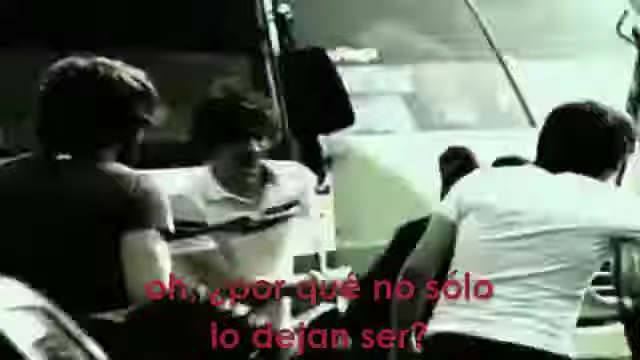 oh, ¿por qué no sólo
lo dejan ser?